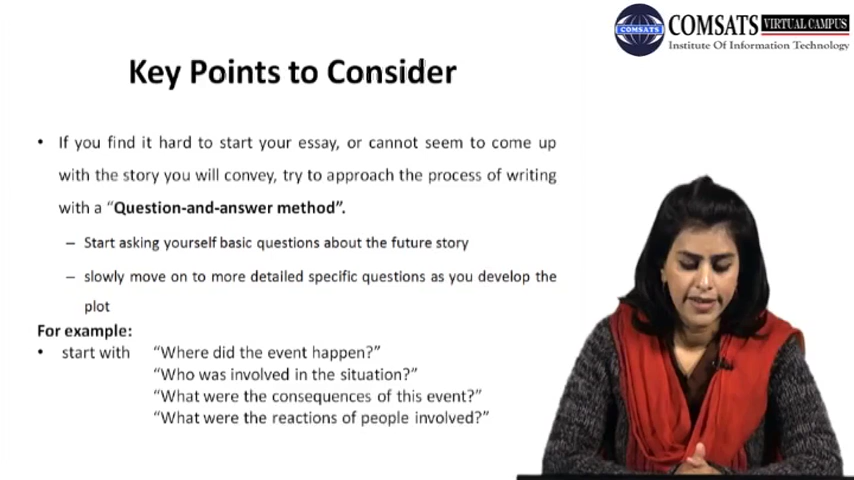 COMSATS VIRTUAL CAMPUS
COMSATS
Institute Of Information Technology
Key Points to Consider
• If you find it hard to start your essay, or cannot seem to come up
with the story you will convey, try to approach the process of writing
with a “Question-and-answer method”.
– Start asking yourself basic questions about the future story
– slowly move on to more detailed specific questions as you develop the
plot
For example:
• start with “Where did the event happen?”
“Who was involved in the situation?”
“What were the consequences of this event?”
“What were the reactions of people involved?”